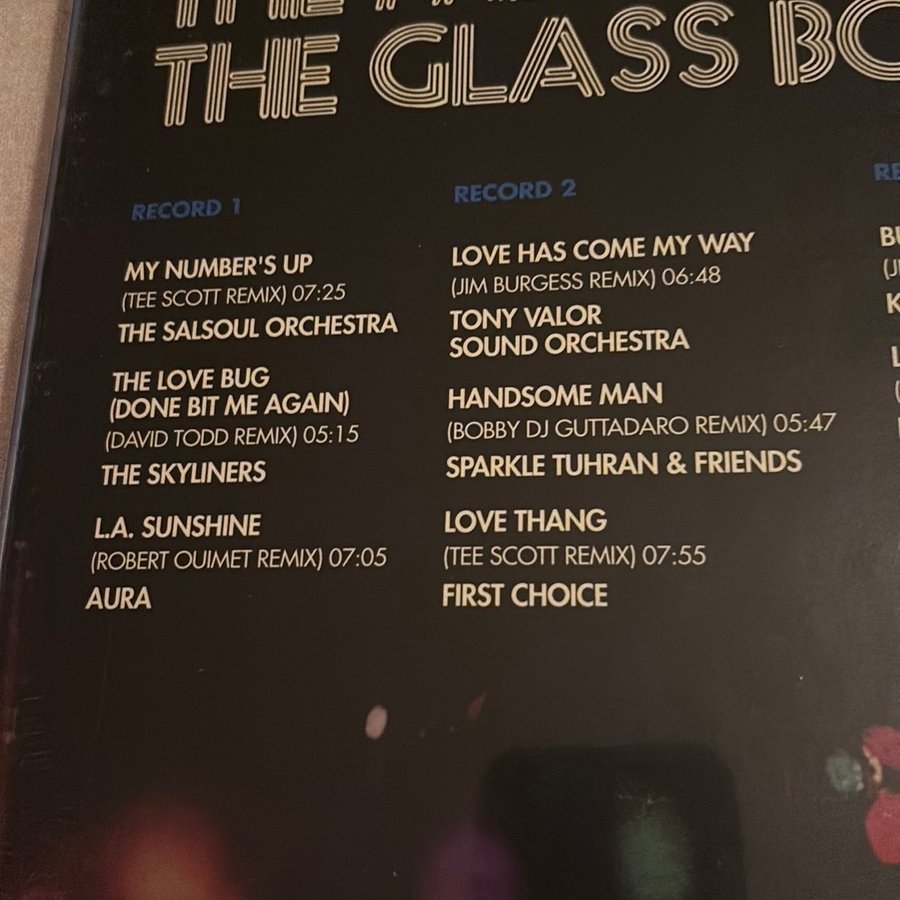 THE GLASS
RECORD 1
MY NUMBER'S UP
(TEE SCOTT REMIX) 07:25
THE SALSOUL ORCHESTRA
THE LOVE BUG
(DONE BIT ME AGAIN)
(DAVID TODD REMIX) 05:15
THE SKYLINERS
L.A. SUNSHINE
(ROBERT OUIMET REMIX) 07:05
AURA
RECORD 2
LOVE HAS COME MY WAY
(JIM BURGESS REMIX) 06:48
TONY VALOR
SOUND ORCHESTRA
HANDSOME MAN
(BOBBY DJ GUTTADARO REMIX) 05:47
SPARKLE TUHRAN & FRIENDS
LOVE THANG
(TEE SCOTT REMIX) 07:55
FIRST CHOICE